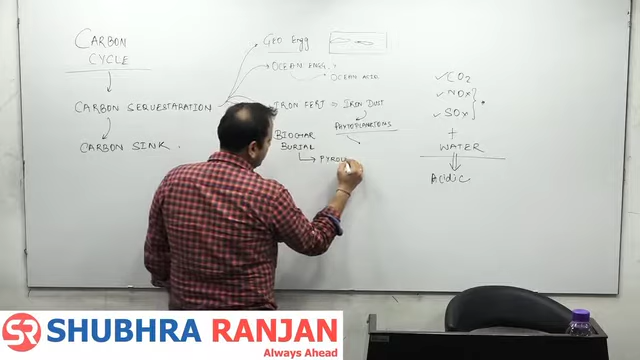 CARBON
CYCLE
CARBON SEQUESTARATION
CARBON SINK.
GEO Engg
OCEAN ENGG.
OCEAN ACID
IRON FERT = IRON DUST
PHYTOPLANKTONS
BIOCHAR
BURIAL
PYROL
✓CO₂
✓NOx
✓SOx
+
WATER
Acidic
SR SHUBHRA RANJAN
Always Ahead